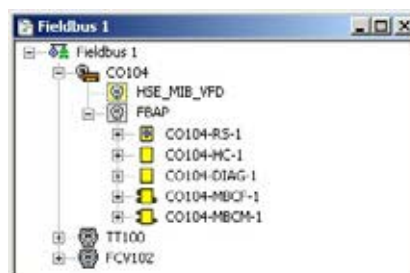 Fieldbus 1
Fieldbus 1
CO104
HSE_MIB_VFD
FBAP
CO104-RS-1
CO104-HC-1
CO104-DIAG-1
CO104-MBCF-1
CO104-MBCM-1
TT100
FCV102